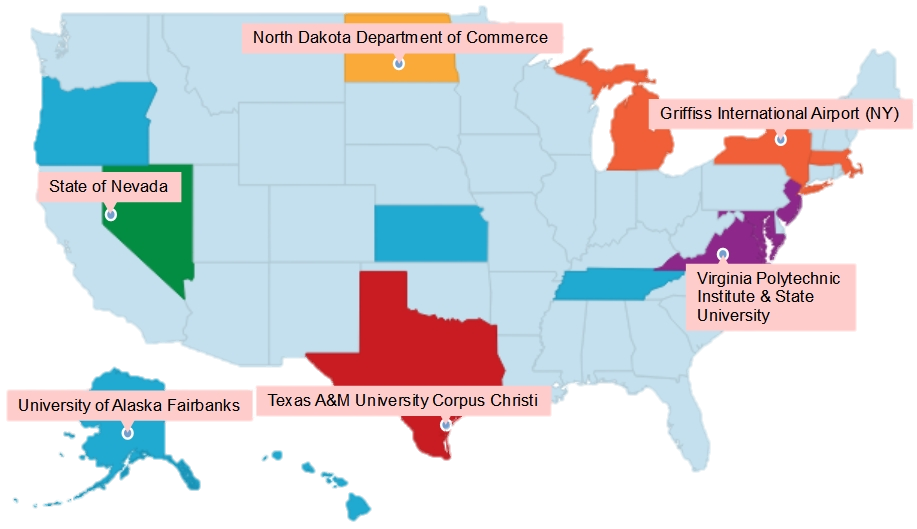 North Dakota Department of Commerce
Griffiss International Airport (NY)
State of Nevada
Virginia Polytechnic
Institute & State
University
University of Alaska Fairbanks
Texas A&M University Corpus Christi